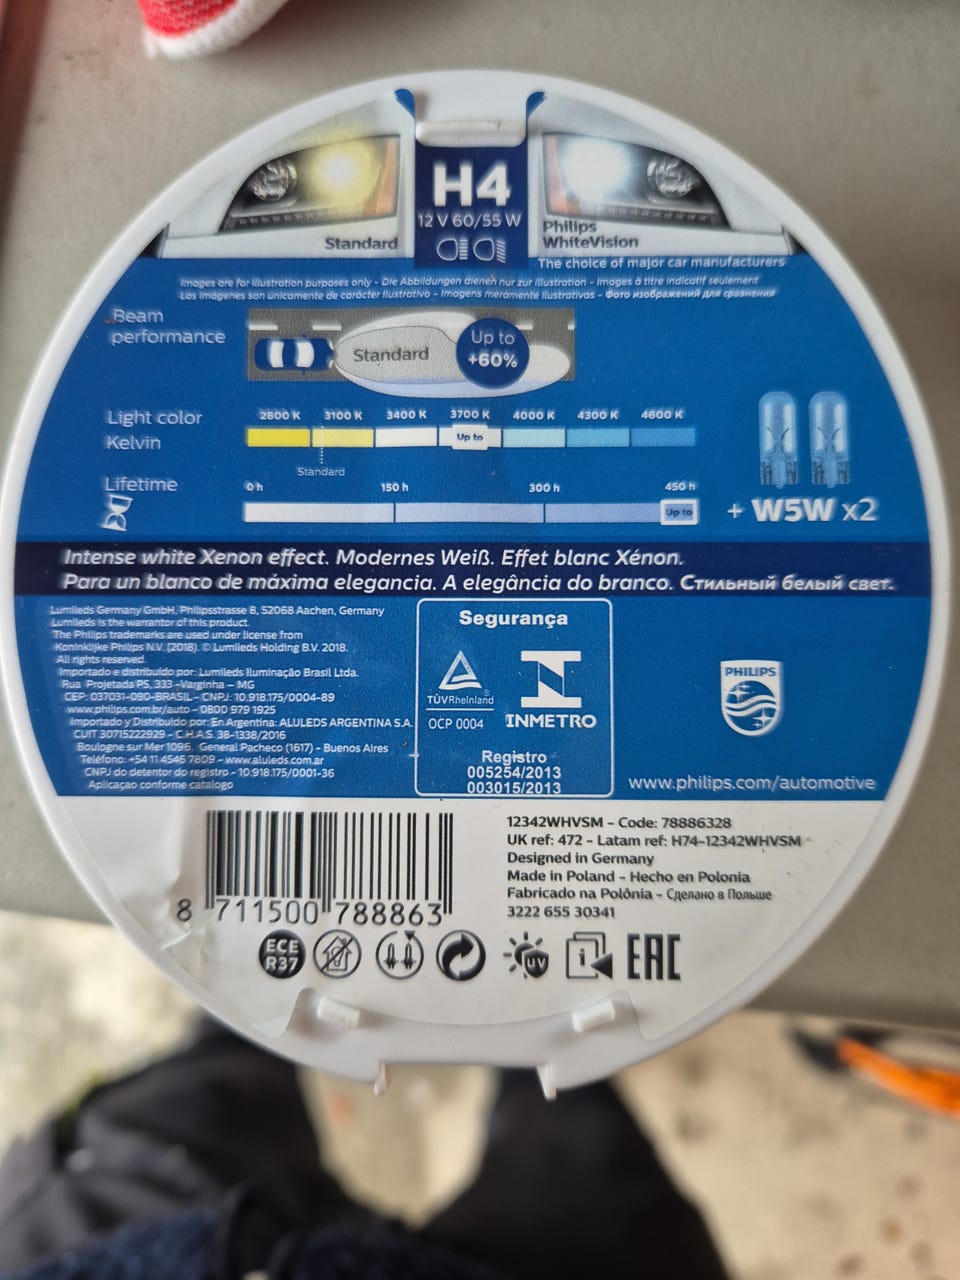 H4
12 V 60/55 W
Standard
Philips
WhiteVision
The choice of major car manufacturers
Images are for illustration purposes only - Die Abbildungen dienen nur zur Illustration - Images à titre indicatif seulement
Las imágenes son únicamente de carácter ilustrativo - Imagens meramente ilustrativas - Фото изображений для сравнения
Beam
performance
Standard
Up to
+60%
Light color
Kelvin
2800 K 3100 K 3400 K 3700 K 4000 K 4300 K 4600 K
Up to
Standard
Lifetime
0 h 150 h 300 h 450 h
Up to
+ W5W x2
Intense white Xenon effect. Modernes Weiß. Effet blanc Xénon.
Para un blanco de máxima elegancia. A elegância do branco. Стильный белый свет.
Lumileds Germany GmbH, Philipsstrasse 8, 52068 Aachen, Germany
Lumileds is the warrantor of this product.
The Philips trademarks are used under license from
Koninklijke Philips N.V. (2018). © Lumileds Holding B.V. 2018.
All rights reserved.
Importado e distribuido por: Lumileds Iluminação Brasil Ltda.
Rua Projetada PS, 333 -Varginha – MG
CEP: 037031-090-BRASIL - CNPJ: 10.918.175/0004-89
www.philips.com.br/auto - 0800 979 1925
Importado y Distribuido por: En Argentina: ALULEDS ARGENTINA S.A.
CUIT 30715222929 - C.H.A.S. 38-1338/2016
Boulogne sur Mer 1096. General Pacheco (1617) - Buenos Aires
Teléfono: +54 11 4546 7809 - www.aluleds.com.ar
CNPJ do detentor do registro - 10.918.175/0001-36
Aplicaçao conforme catalogo
Segurança
TÜVRheinland
OCP 0004
INMETRO
Registro
005254/2013
003015/2013
PHILIPS
www.philips.com/automotive
8 711500 788863
12342WHVSM - Code: 78886328
UK ref: 472 - Latam ref: H74-12342WHVSM
Designed in Germany
Made in Poland - Hecho en Polonia
Fabricado na Polônia - Сделано в Польше
3222 655 30341
ECE
R37
UV
i
EAC